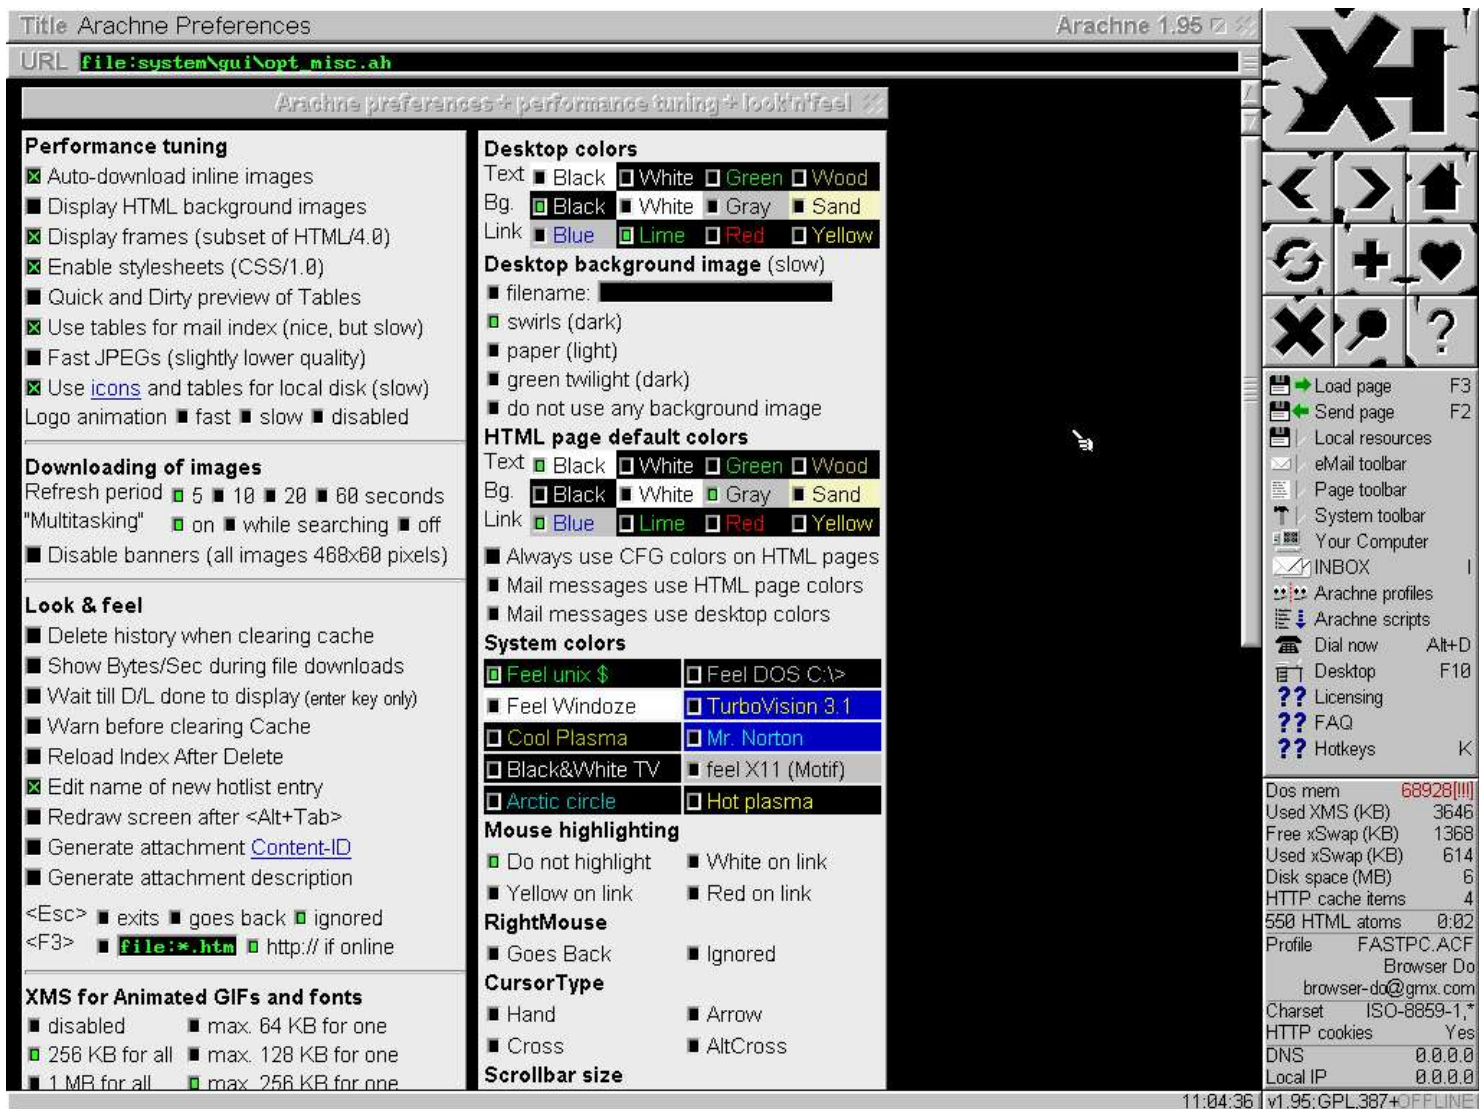 Title Arachne Preferences
Arachne 1.95
URL file:system\gui\opt_misc.ah
Arachne preferences + performance tuning + look'n'feel
Performance tuning
Auto-download inline images
Display HTML background images
Display frames (subset of HTML/4.0)
Enable stylesheets (CSS/1.0)
Quick and Dirty preview of Tables
Use tables for mail index (nice, but slow)
Fast JPEGs (slightly lower quality)
Use icons and tables for local disk (slow)
Logo animation fast slow disabled
Downloading of images
Refresh period 5 10 20 60 seconds
"Multitasking" on while searching off
Disable banners (all images 468x60 pixels)
Look & feel
Delete history when clearing cache
Show Bytes/Sec during file downloads
Wait till D/L done to display (enter key only)
Warn before clearing Cache
Reload Index After Delete
Edit name of new hotlist entry
Redraw screen after <Alt+Tab>
Generate attachment Content-ID
Generate attachment description
<Esc> exits goes back ignored
<F3> file:*.htm http:// if online
XMS for Animated GIFs and fonts
disabled max. 64 KB for one
256 KB for all max. 128 KB for one
1 MB for all max. 256 KB for one
Desktop colors
Text Black White Green Wood
Bg. Black White Gray Sand
Link Blue Lime Red Yellow
Desktop background image (slow)
filename:
swirls (dark)
paper (light)
green twilight (dark)
do not use any background image
HTML page default colors
Text Black White Green Wood
Bg. Black White Gray Sand
Link Blue Lime Red Yellow
Always use CFG colors on HTML pages
Mail messages use HTML page colors
Mail messages use desktop colors
System colors
Feel unix $ Feel DOS C:\>
Feel Windoze TurboVision 3.1
Cool Plasma Mr. Norton
Black&White TV feel X11 (Motif)
Arctic circle Hot plasma
Mouse highlighting
Do not highlight White on link
Yellow on link Red on link
RightMouse
Goes Back Ignored
CursorType
Hand Arrow
Cross AltCross
Scrollbar size
Load page F3
Send page F2
Local resources
eMail toolbar
Page toolbar
System toolbar
Your Computer
INBOX I
Arachne profiles
Arachne scripts
Dial now Alt+D
Desktop F10
?? Licensing
?? FAQ
?? Hotkeys K
Dos mem 68928[!!!]
Used XMS (KB) 3646
Free xSwap (KB) 1368
Used xSwap (KB) 614
Disk space (MB) 6
HTTP cache items 4
550 HTML atoms 0:02
Profile FASTPC.ACF
Browser Do
browser-do@gmx.com
Charset ISO-8859-1,*
HTTP cookies Yes
DNS 0.0.0.0
Local IP 0.0.0.0
11:04:36 v1.95;GPL,387+OFFLINE